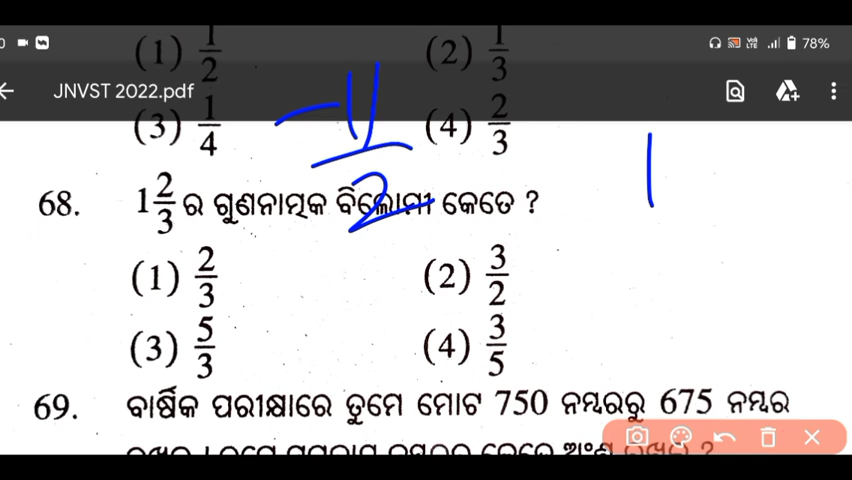 78%
(1) 1/2 (2) 1/3
JNVST 2022.pdf
(3) 1/4 (4) 2/3
68. 1 2/3 ର ଗୁଣନାତ୍ମକ ବିଲୋମୀ କେତେ ?
(1) 2/3 (2) 3/2
(3) 5/3 (4) 3/5
69. ବାର୍ଷିକ ପରୀକ୍ଷାରେ ତୁମେ ମୋଟ 750 ନମ୍ବରରୁ 675 ନମ୍ବର